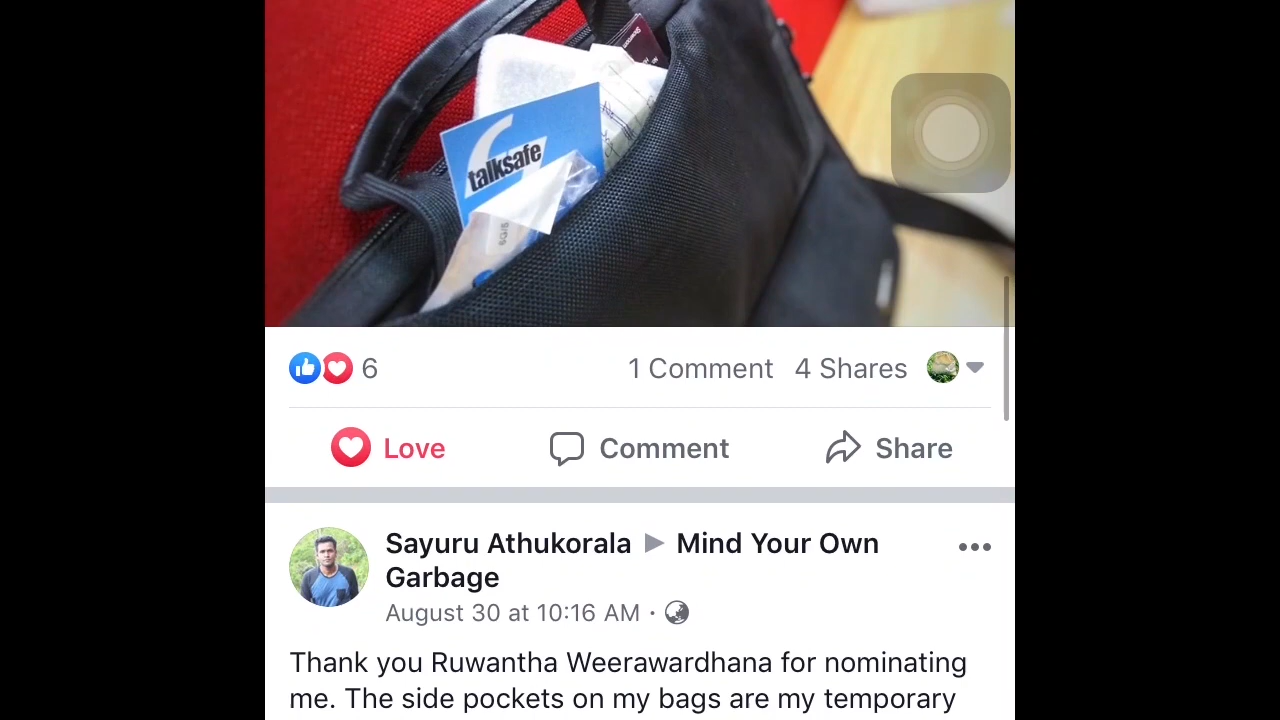 talksafe
6 
1 Comment 4 Shares
Love Comment Share
Sayuru Athukorala ▶ Mind Your Own
Garbage
August 30 at 10:16 AM ·
Thank you Ruwantha Weerawardhana for nominating
me. The side pockets on my bags are my temporary